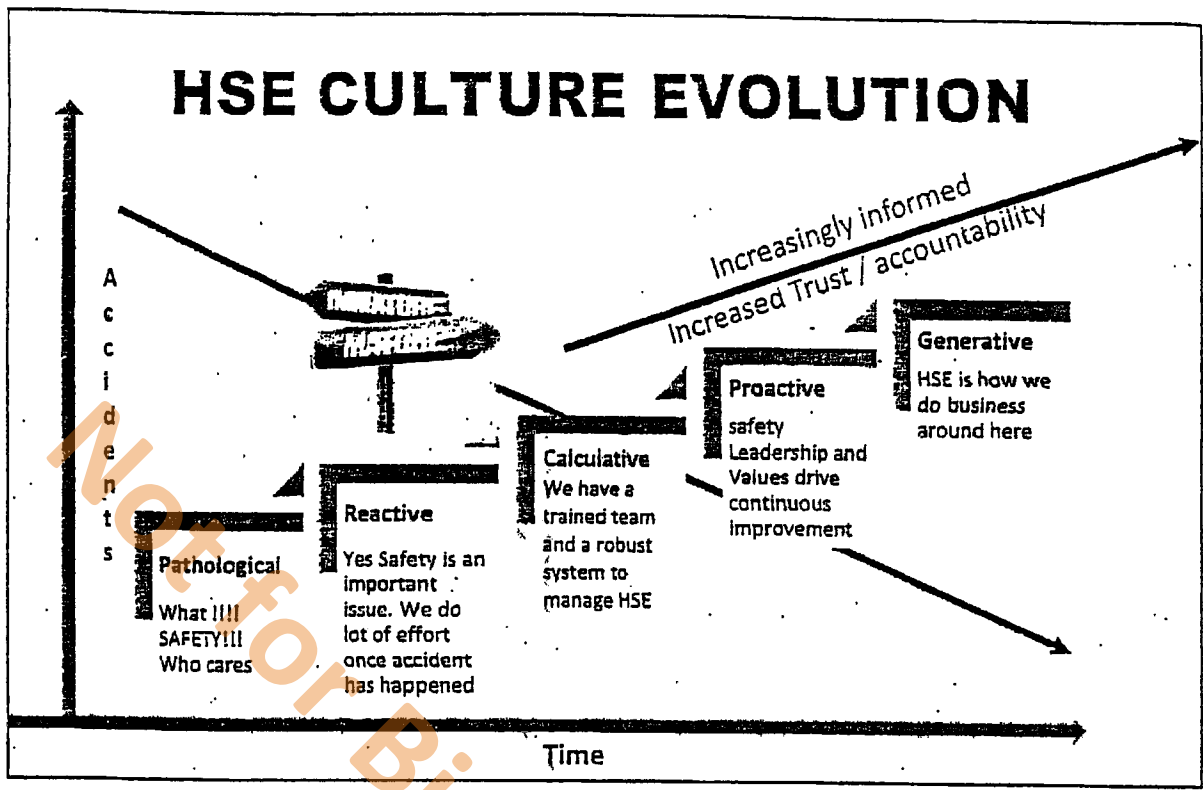 HSE CULTURE EVOLUTION
Accidents
Increasingly informed
Increased Trust / accountability
Generative
HSE is how we
do business
around here
Proactive
safety
Leadership and
Values drive
continuous
improvement
Calculative
We have a
trained team
and a robust
system to
manage HSE
Reactive
Yes Safety is an
important
issue. We do
lot of effort
once accident
has happened
Pathological
What !!!!
SAFETY!!!
Who cares
Time
Not for Bi